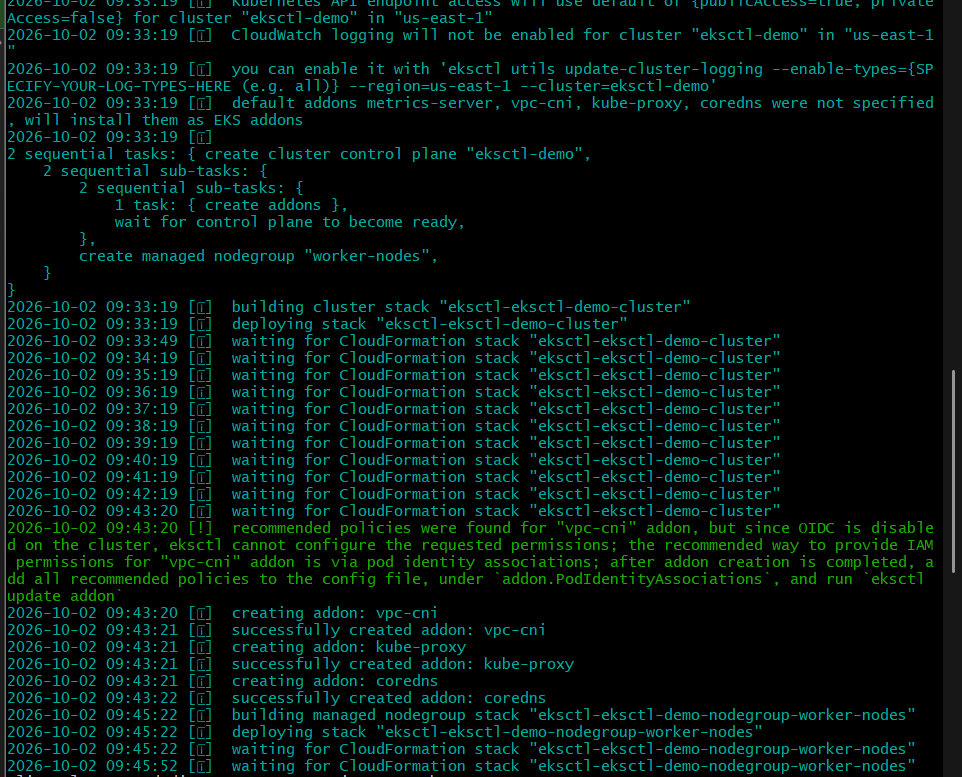 2026-10-02 09:33:19 [ℹ]  Kubernetes API endpoint access will use default of {publicAccess=true, private
Access=false} for cluster "eksctl-demo" in "us-east-1"
2026-10-02 09:33:19 [ℹ]  CloudWatch logging will not be enabled for cluster "eksctl-demo" in "us-east-1
"
2026-10-02 09:33:19 [ℹ]  you can enable it with 'eksctl utils update-cluster-logging --enable-types={SP
ECIFY-YOUR-LOG-TYPES-HERE (e.g. all)} --region=us-east-1 --cluster=eksctl-demo'
2026-10-02 09:33:19 [ℹ]  default addons metrics-server, vpc-cni, kube-proxy, coredns were not specified
, will install them as EKS addons
2026-10-02 09:33:19 [ℹ]
2 sequential tasks: { create cluster control plane "eksctl-demo",
    2 sequential sub-tasks: {
        2 sequential sub-tasks: {
            1 task: { create addons },
            wait for control plane to become ready,
        },
        create managed nodegroup "worker-nodes",
    }
}
2026-10-02 09:33:19 [ℹ]  building cluster stack "eksctl-eksctl-demo-cluster"
2026-10-02 09:33:19 [ℹ]  deploying stack "eksctl-eksctl-demo-cluster"
2026-10-02 09:33:49 [ℹ]  waiting for CloudFormation stack "eksctl-eksctl-demo-cluster"
2026-10-02 09:34:19 [ℹ]  waiting for CloudFormation stack "eksctl-eksctl-demo-cluster"
2026-10-02 09:35:19 [ℹ]  waiting for CloudFormation stack "eksctl-eksctl-demo-cluster"
2026-10-02 09:36:19 [ℹ]  waiting for CloudFormation stack "eksctl-eksctl-demo-cluster"
2026-10-02 09:37:19 [ℹ]  waiting for CloudFormation stack "eksctl-eksctl-demo-cluster"
2026-10-02 09:38:19 [ℹ]  waiting for CloudFormation stack "eksctl-eksctl-demo-cluster"
2026-10-02 09:39:19 [ℹ]  waiting for CloudFormation stack "eksctl-eksctl-demo-cluster"
2026-10-02 09:40:19 [ℹ]  waiting for CloudFormation stack "eksctl-eksctl-demo-cluster"
2026-10-02 09:41:19 [ℹ]  waiting for CloudFormation stack "eksctl-eksctl-demo-cluster"
2026-10-02 09:42:19 [ℹ]  waiting for CloudFormation stack "eksctl-eksctl-demo-cluster"
2026-10-02 09:43:20 [ℹ]  waiting for CloudFormation stack "eksctl-eksctl-demo-cluster"
2026-10-02 09:43:20 [!]  recommended policies were found for "vpc-cni" addon, but since OIDC is disable
d on the cluster, eksctl cannot configure the requested permissions; the recommended way to provide IAM
 permissions for "vpc-cni" addon is via pod identity associations; after addon creation is completed, a
dd all recommended policies to the config file, under `addon.PodIdentityAssociations`, and run `eksctl
update addon`
2026-10-02 09:43:20 [ℹ]  creating addon: vpc-cni
2026-10-02 09:43:21 [ℹ]  successfully created addon: vpc-cni
2026-10-02 09:43:21 [ℹ]  creating addon: kube-proxy
2026-10-02 09:43:21 [ℹ]  successfully created addon: kube-proxy
2026-10-02 09:43:21 [ℹ]  creating addon: coredns
2026-10-02 09:43:22 [ℹ]  successfully created addon: coredns
2026-10-02 09:45:22 [ℹ]  building managed nodegroup stack "eksctl-eksctl-demo-nodegroup-worker-nodes"
2026-10-02 09:45:22 [ℹ]  deploying stack "eksctl-eksctl-demo-nodegroup-worker-nodes"
2026-10-02 09:45:22 [ℹ]  waiting for CloudFormation stack "eksctl-eksctl-demo-nodegroup-worker-nodes"
2026-10-02 09:45:52 [ℹ]  waiting for CloudFormation stack "eksctl-eksctl-demo-nodegroup-worker-nodes"